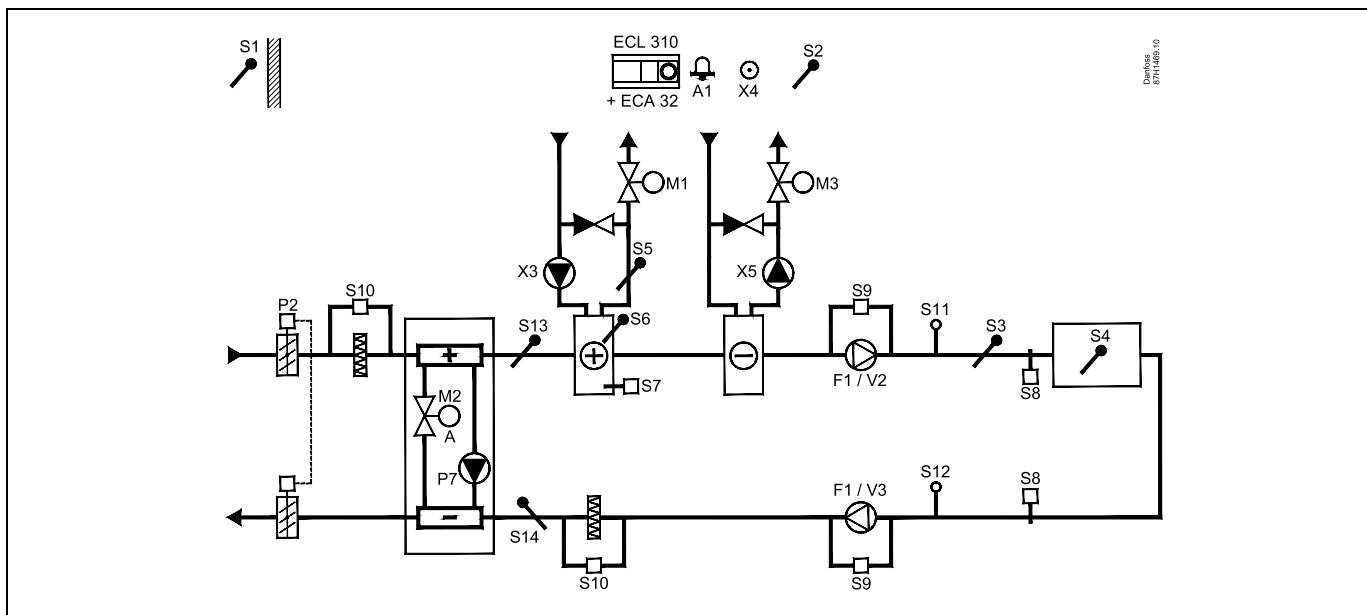 S1
ECL 310
+ ECA 32
A1
X4
S2
Danfoss
87H1469.10
M1
M3
X3
S5
X5
P2
S10
S13
S6
S7
S9
F1 / V2
S11
S3
S8
S4
M2
A
P7
S14
S10
F1 / V3
S9
S12
S8